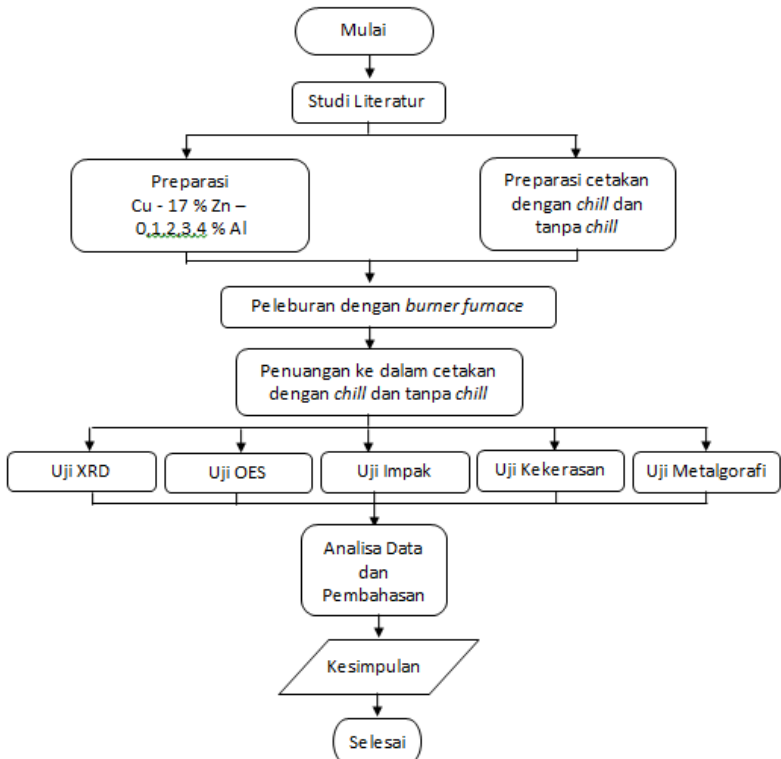 Mulai
Studi Literatur
Preparasi
Cu - 17 % Zn –
0,1,2,3,4 % Al
Preparasi cetakan
dengan chill dan
tanpa chill
Peleburan dengan burner furnace
Penuangan ke dalam cetakan
dengan chill dan tanpa chill
Uji XRD
Uji OES
Uji Impak
Uji Kekerasan
Uji Metalgorafi
Analisa Data
dan
Pembahasan
Kesimpulan
Selesai